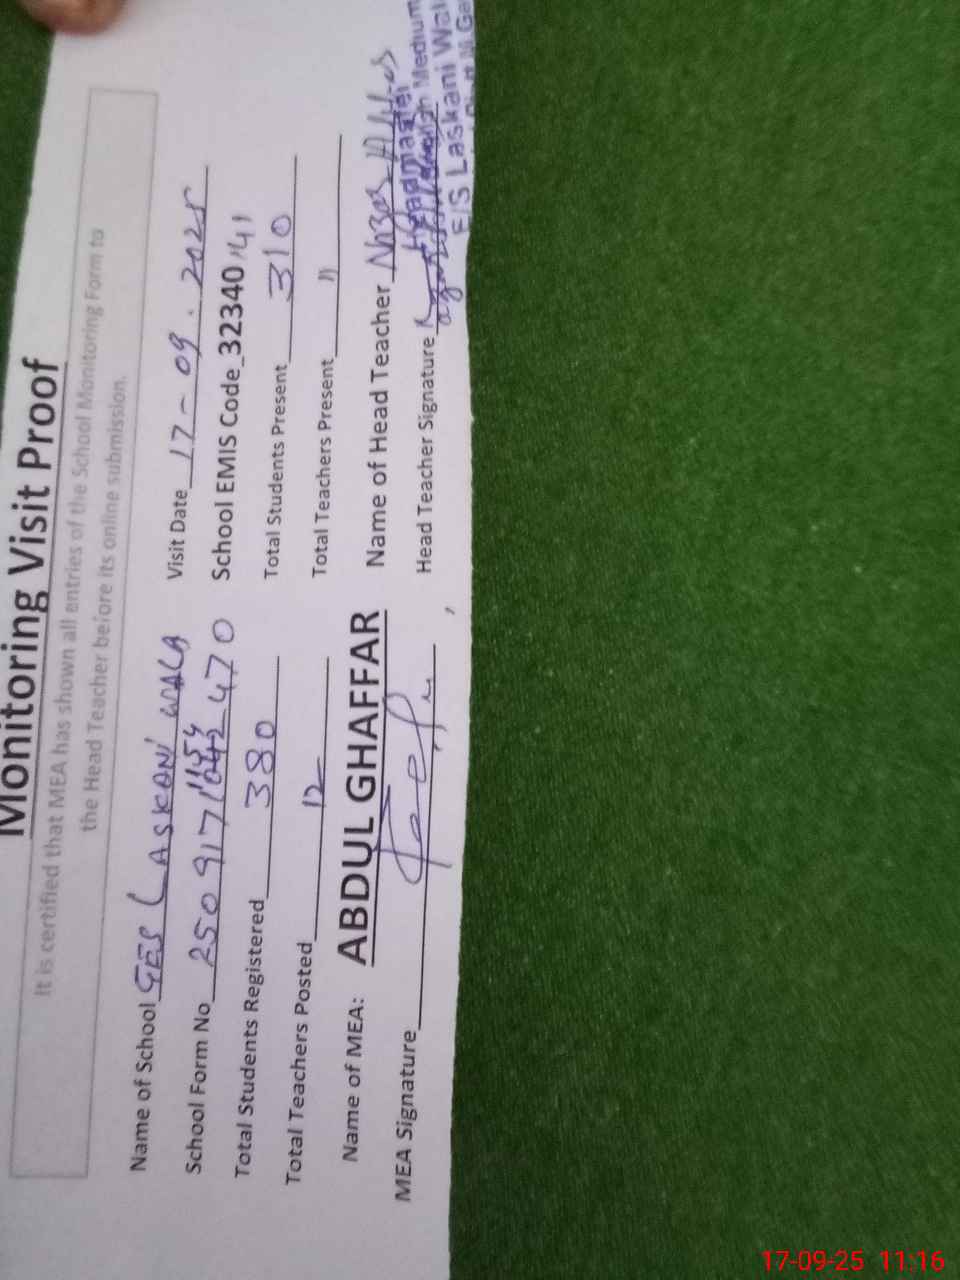 Monitoring Visit Proof
It is certified that MEA has shown all entries of the School Monitoring Form to
the Head Teacher before its online submission.
Name of School GES LASKANI WALA Visit Date 17-09.2025
School Form No 250917 1154 470 School EMIS Code 32340141
Total Students Registered 380 Total Students Present 310
Total Teachers Posted 12 Total Teachers Present 11
Name of MEA: ABDUL GHAFFAR Name of Head Teacher
MEA Signature Head Teacher Signature
Headmaster
Medium
E/S Laskani Wal
17-09-25 11:16